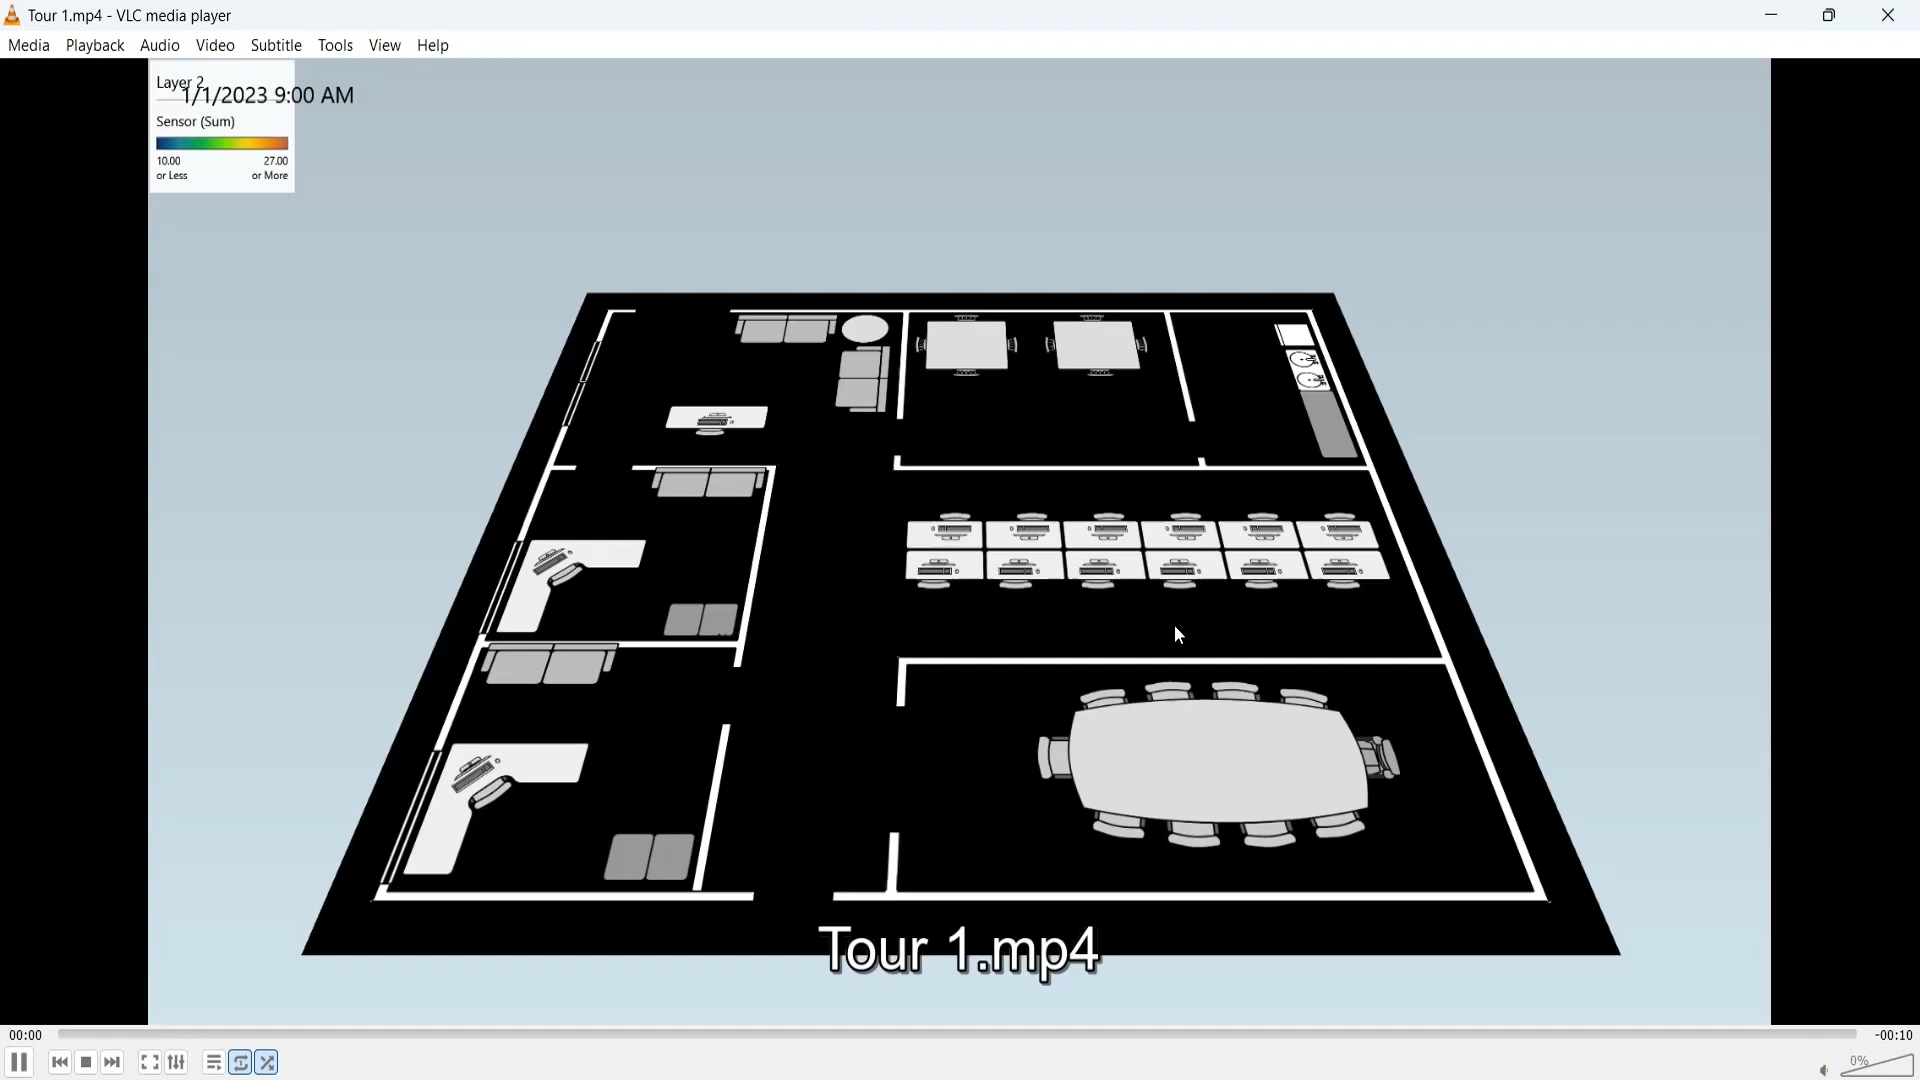 Tour 1.mp4 - VLC media player
Media Playback Audio Video Subtitle Tools View Help
Layer 2
1/1/2023 9:00 AM
Sensor (Sum)
10.00 27.00
or Less or More
Tour 1.mp4
00:00 -00:10
0%